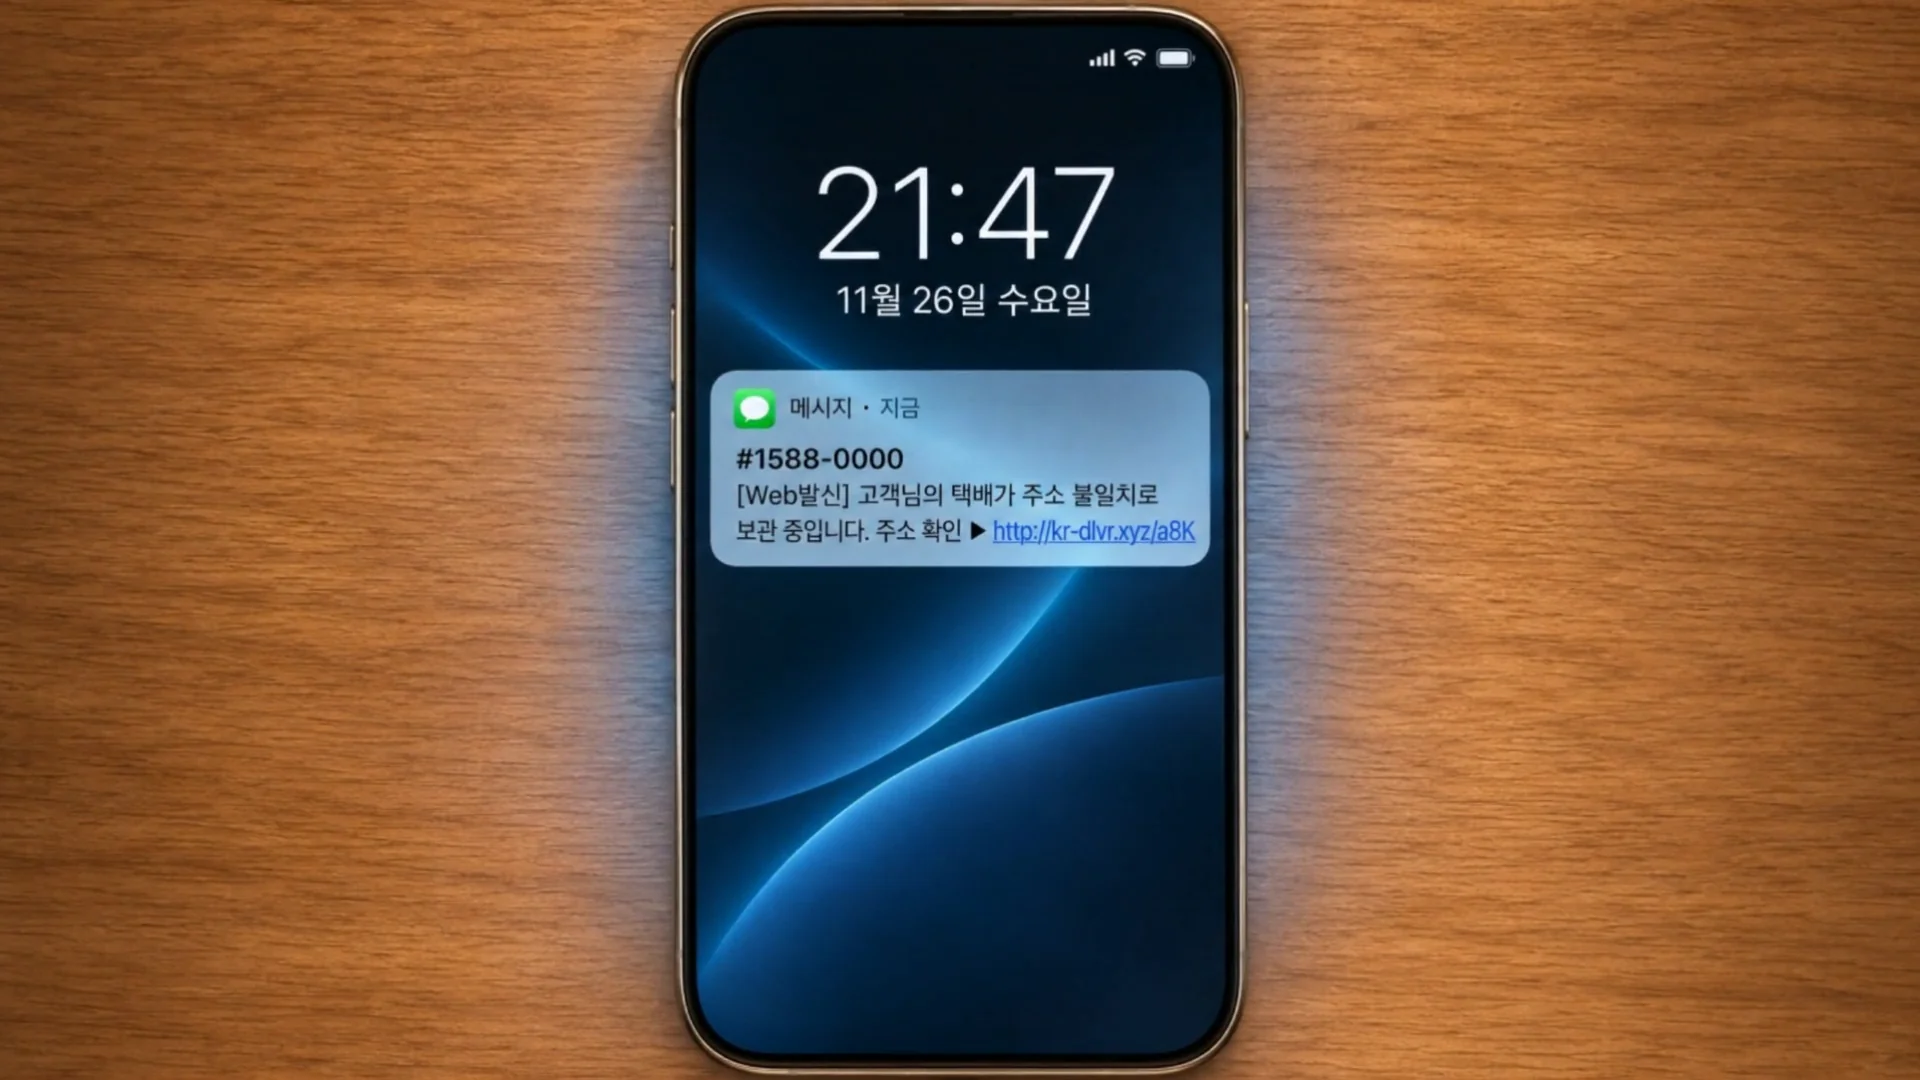 21:47
11월 26일 수요일
메시지 · 지금
#1588-0000
[Web발신] 고객님의 택배가 주소 불일치로
보관 중입니다. 주소 확인 ▶ http://kr-dlvr.xyz/a8K